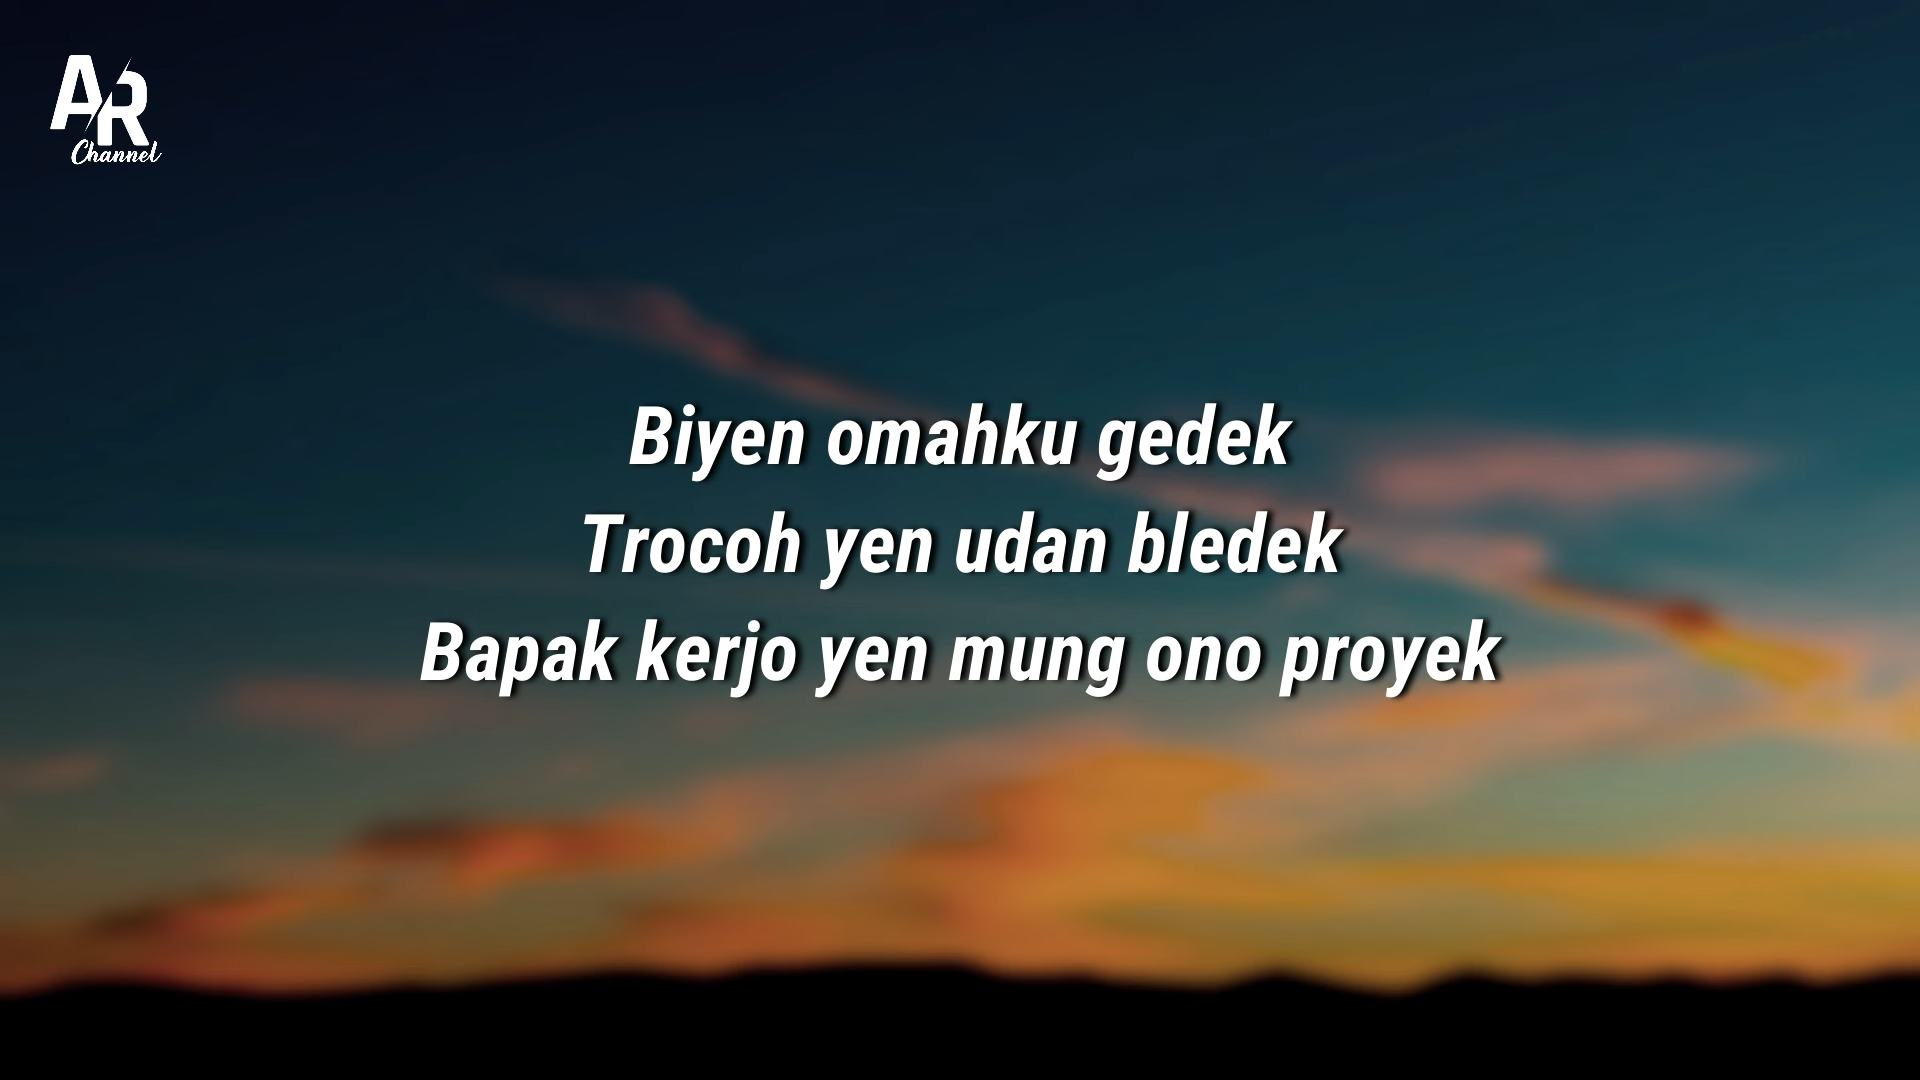 AR
Channel
Biyen omahku gedek
Trocoh yen udan bledek
Bapak kerjo yen mung ono proyek